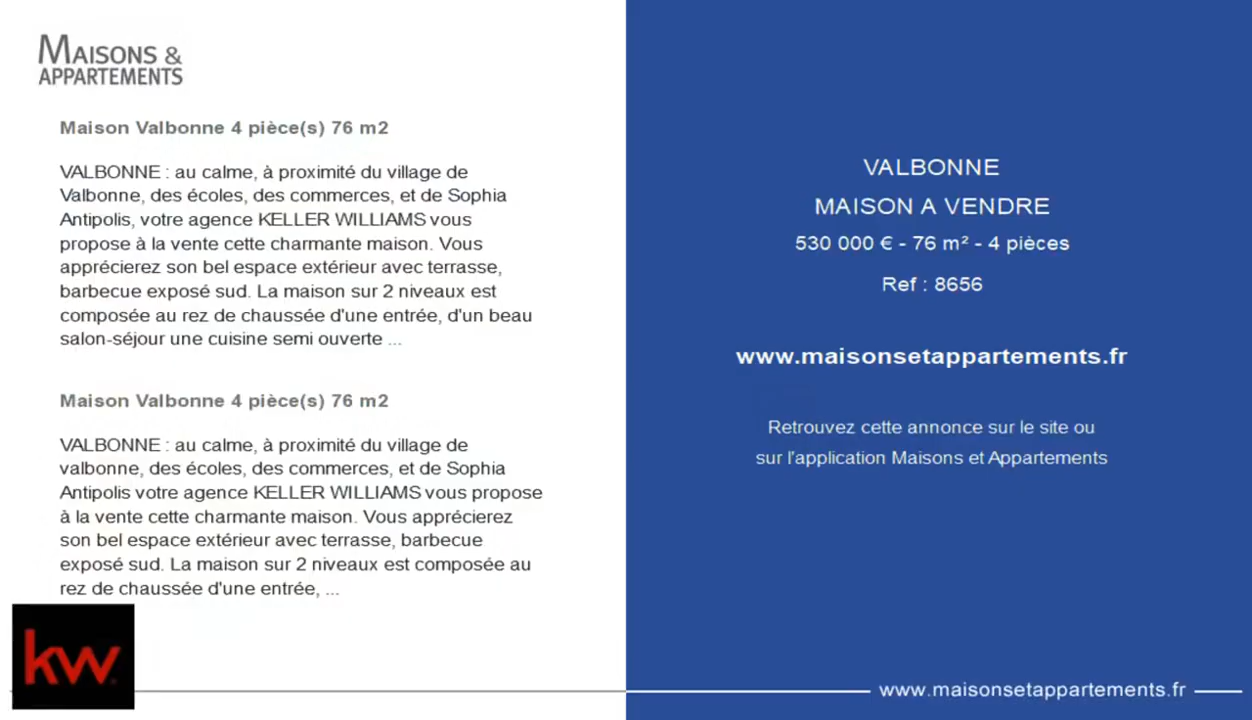 MAISONS &
APPARTEMENTS
Maison Valbonne 4 pièce(s) 76 m2
VALBONNE : au calme, à proximité du village de
Valbonne, des écoles, des commerces, et de Sophia
Antipolis, votre agence KELLER WILLIAMS vous
propose à la vente cette charmante maison. Vous
apprécierez son bel espace extérieur avec terrasse,
barbecue exposé sud. La maison sur 2 niveaux est
composée au rez de chaussée d'une entrée, d'un beau
salon-séjour une cuisine semi ouverte ...
Maison Valbonne 4 pièce(s) 76 m2
VALBONNE : au calme, à proximité du village de
valbonne, des écoles, des commerces, et de Sophia
Antipolis votre agence KELLER WILLIAMS vous propose
à la vente cette charmante maison. Vous apprécierez
son bel espace extérieur avec terrasse, barbecue
exposé sud. La maison sur 2 niveaux est composée au
rez de chaussée d'une entrée, ...
kw
VALBONNE
MAISON A VENDRE
530 000 € - 76 m² - 4 pièces
Ref : 8656
www.maisonsetappartements.fr
Retrouvez cette annonce sur le site ou
sur l'application Maisons et Appartements
www.maisonsetappartements.fr